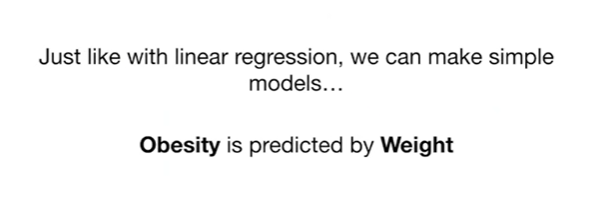 Just like with linear regression, we can make simple
models...
Obesity is predicted by Weight